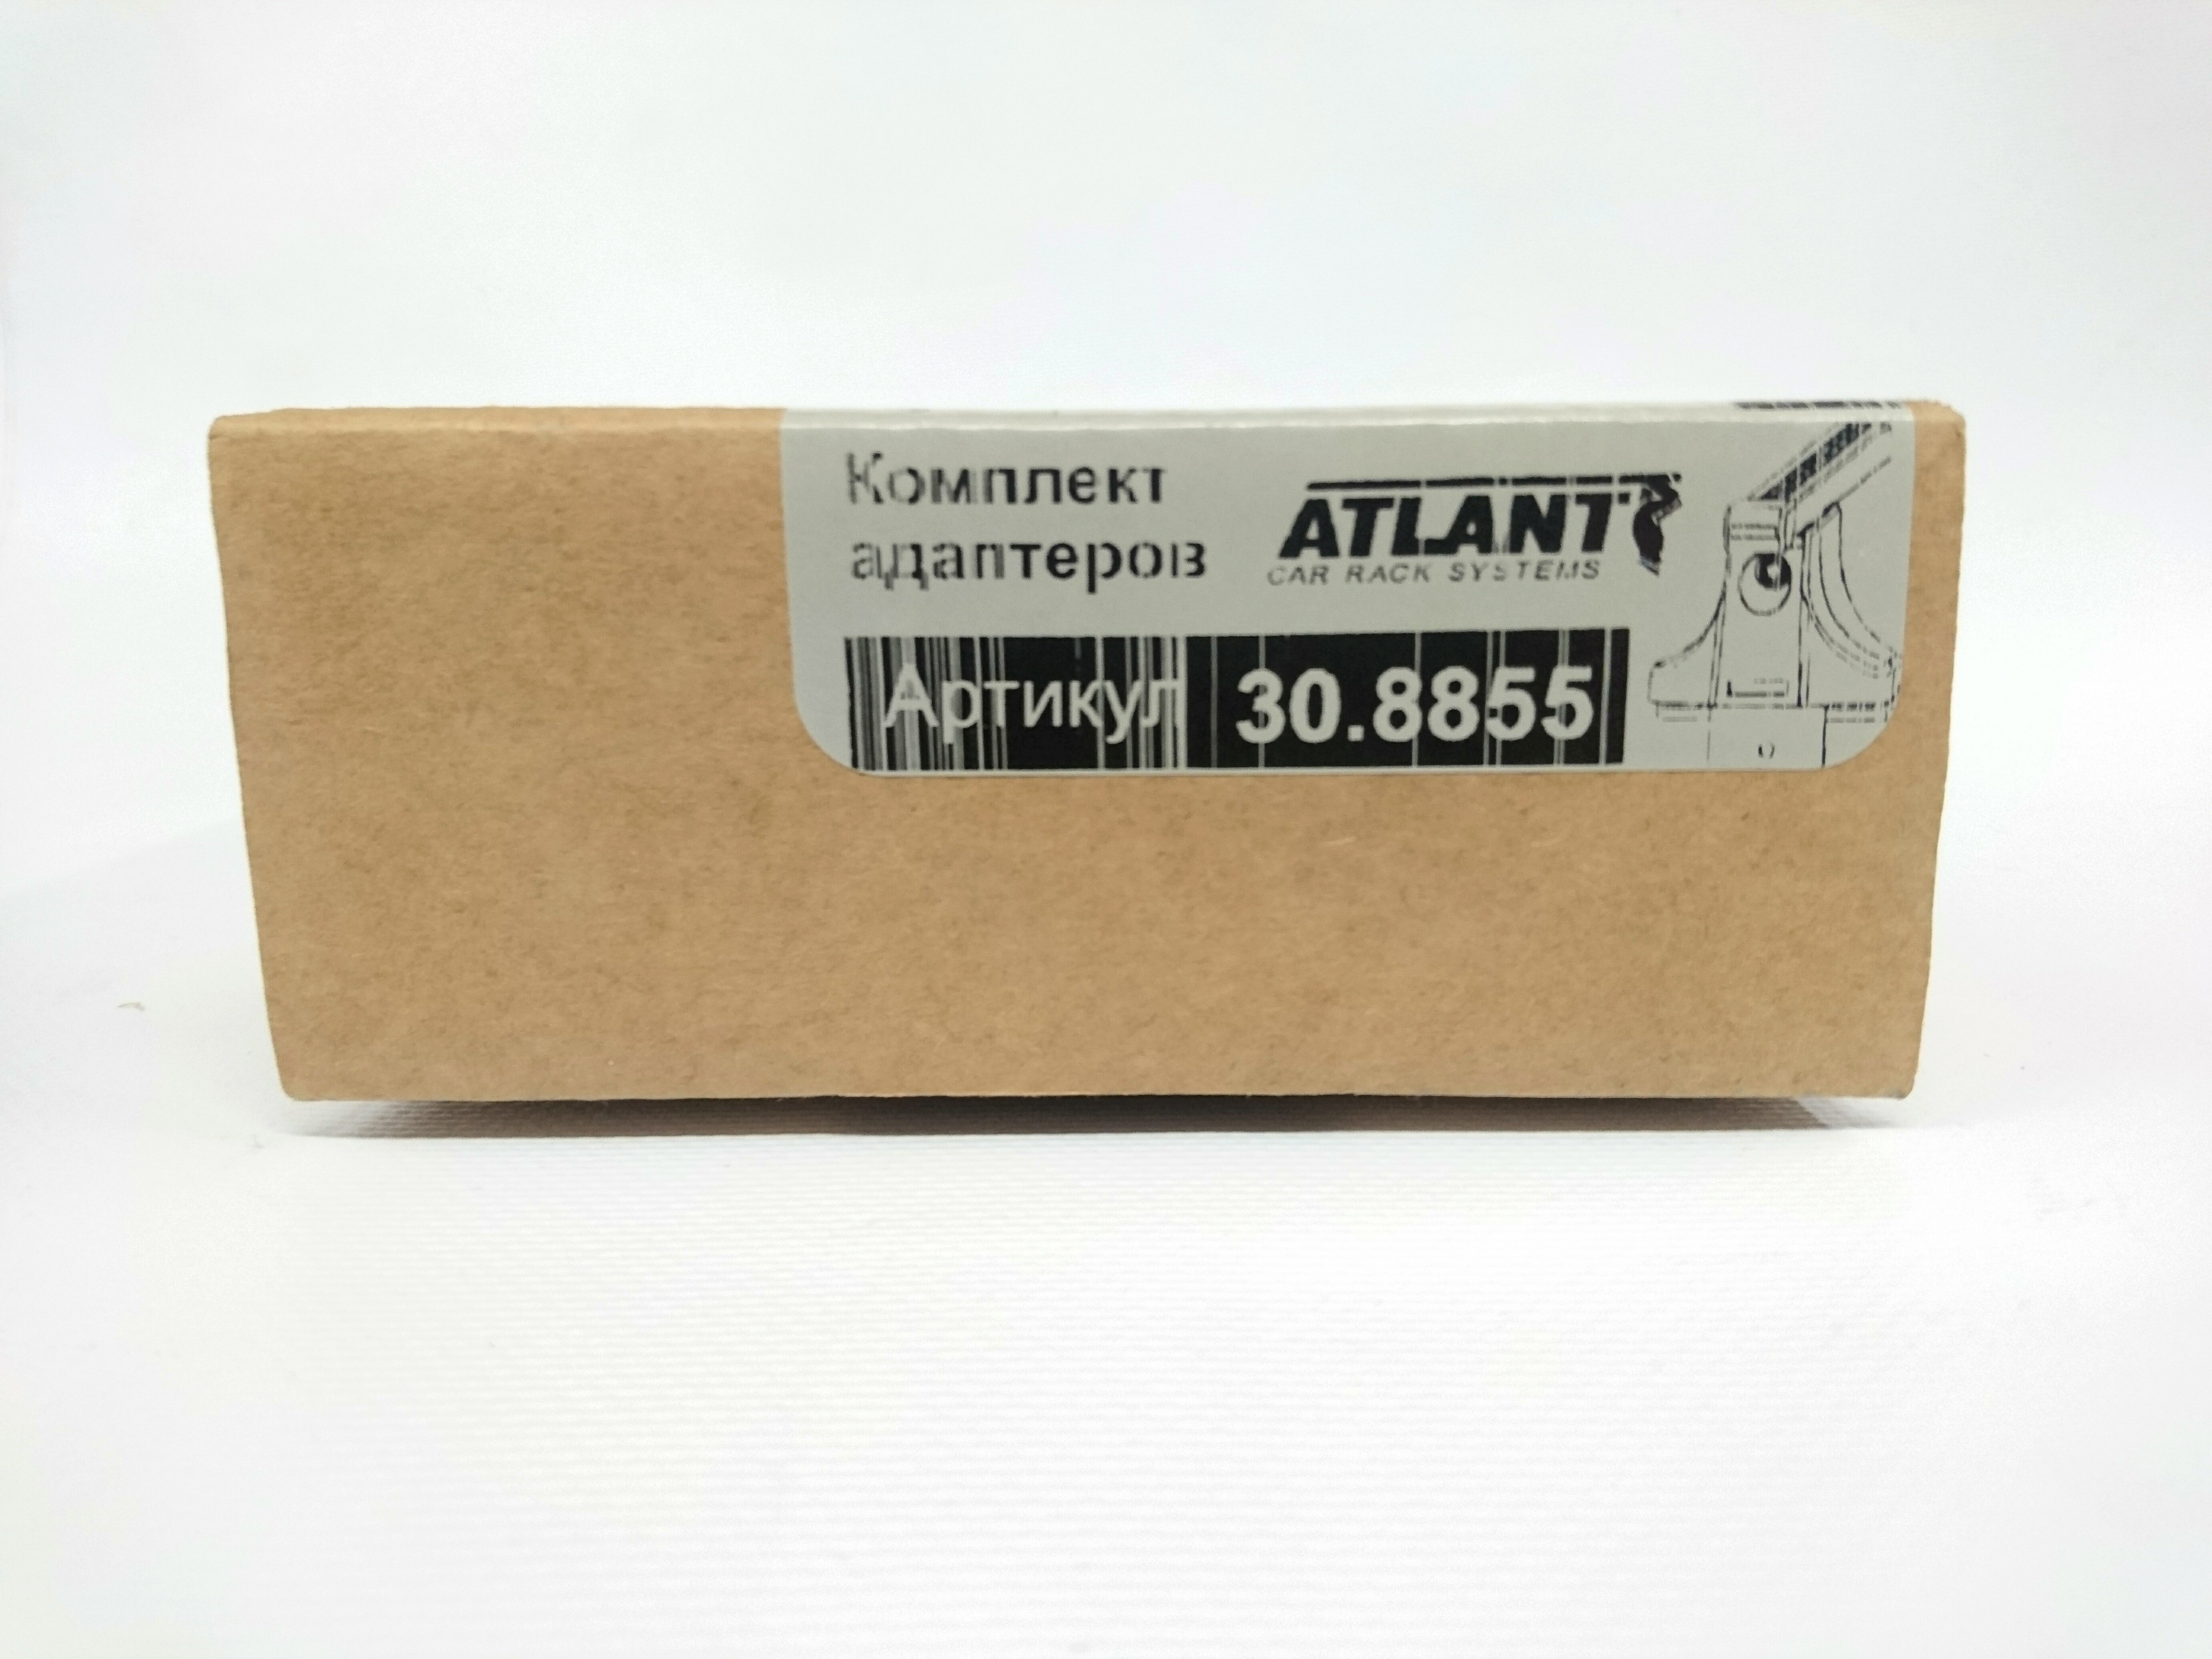 Комплект
адаптеров
ATLANT
CAR RACK SYSTEMS
Артикул 30.8855